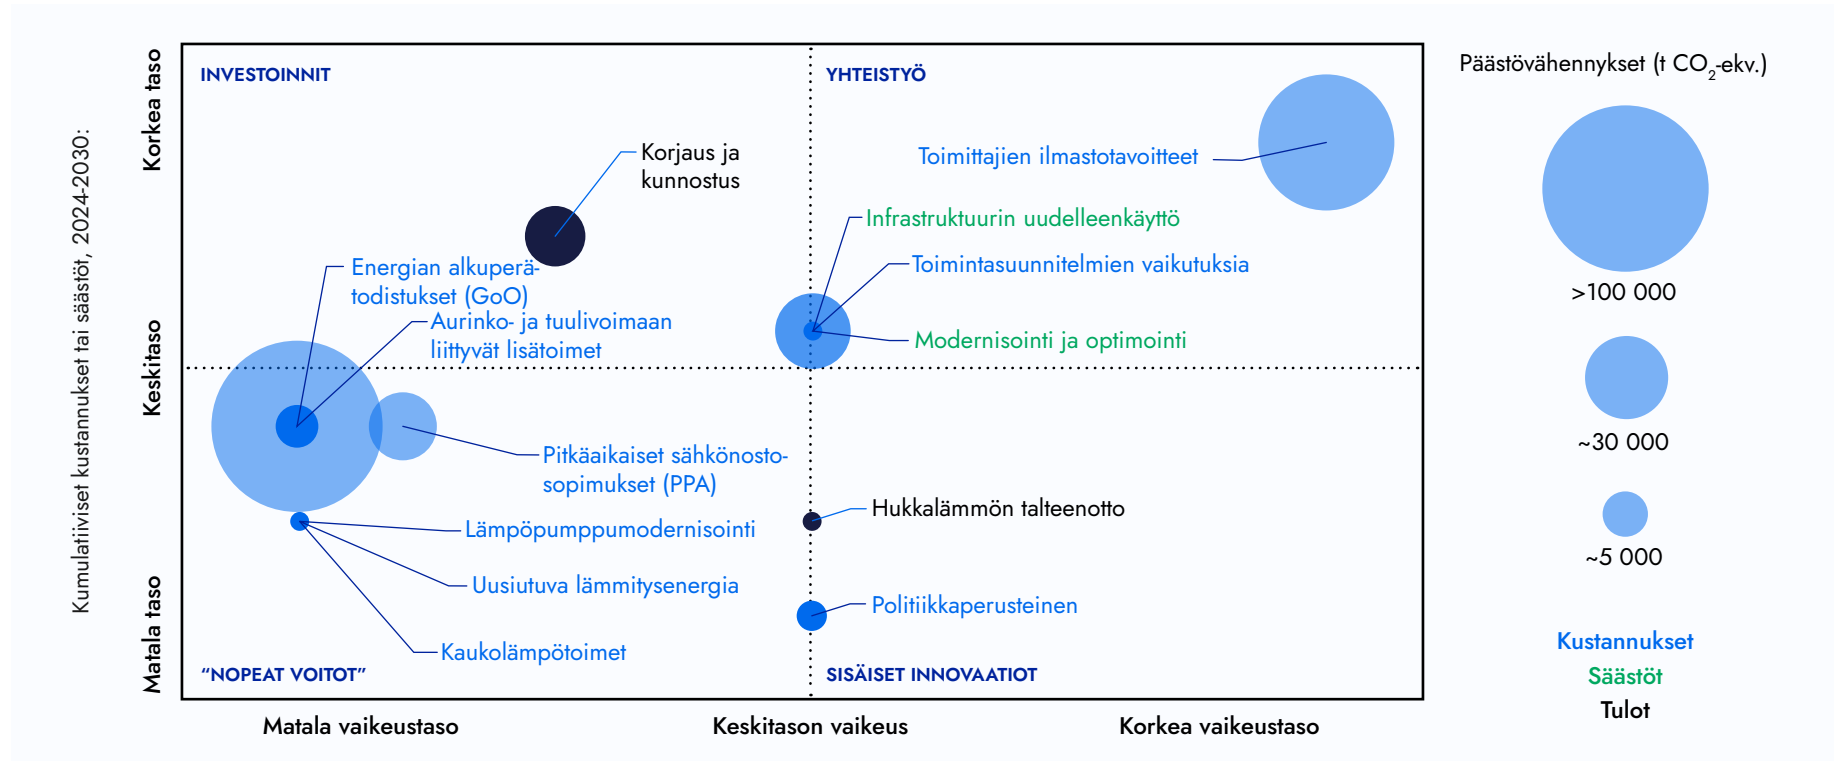 Kumulatiiviset kustannukset tai säästöt, 2024-2030:
Korkea taso
Keskitaso
Matala taso
INVESTOINNIT
YHTEISTYÖ
Korjaus ja
kunnostus
Toimittajien ilmastotavoitteet
Infrastruktuurin uudelleenkäyttö
Energian alkuperä-
todistukset (GoO)
Toimintasuunnitelmien vaikutuksia
Aurinko- ja tuulivoimaan
liittyvät lisätoimet
Modernisointi ja optimointi
Pitkäaikaiset sähkönosto-
sopimukset (PPA)
Lämpöpumppumodernisointi
Hukkalämmön talteenotto
Uusiutuva lämmitysenergia
Politiikkaperusteinen
Kaukolämpötoimet
“NOPEAT VOITOT”
SISÄISET INNOVAATIOT
Matala vaikeustaso
Keskitason vaikeus
Korkea vaikeustaso
Päästövähennykset (t CO₂-ekv.)
>100 000
~30 000
~5 000
Kustannukset
Säästöt
Tulot